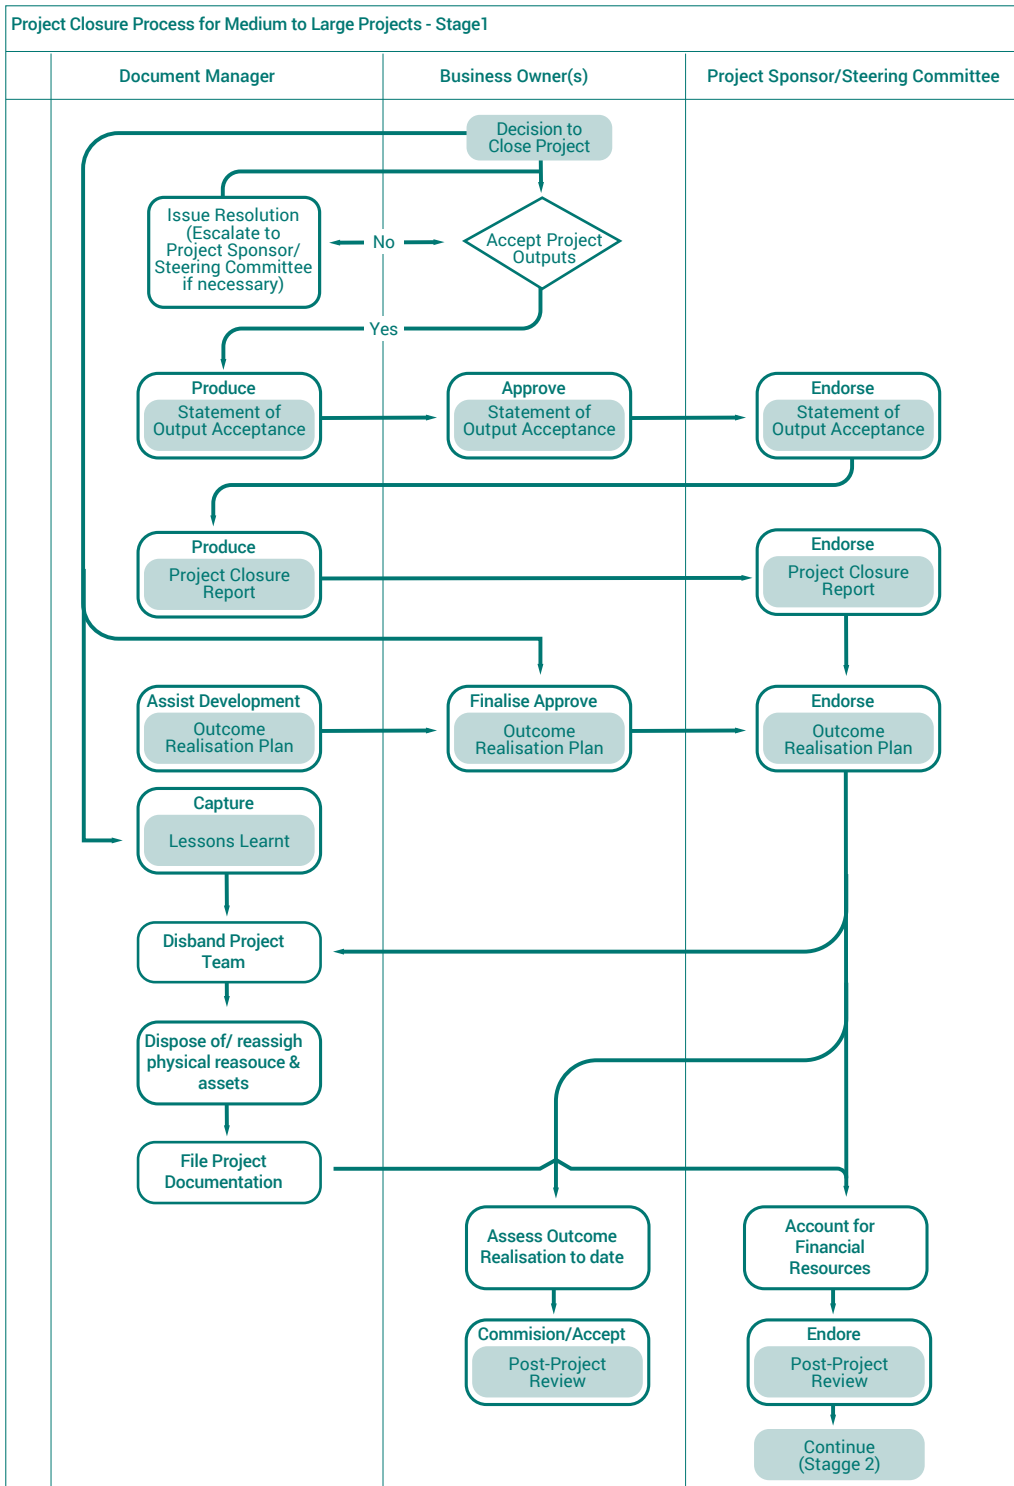 Project Closure Process for Medium to Large Projects - Stage1
Document Manager
Business Owner(s)
Project Sponsor/Steering Committee
Decision to
Close Project
Issue Resolution
(Escalate to
Project Sponsor/
Steering Committee
if necessary)
No
Accept Project
Outputs
Yes
Produce
Statement of
Output Acceptance
Approve
Statement of
Output Acceptance
Endorse
Statement of
Output Acceptance
Produce
Project Closure
Report
Endorse
Project Closure
Report
Assist Development
Outcome
Realisation Plan
Finalise Approve
Outcome
Realisation Plan
Endorse
Outcome
Realisation Plan
Capture
Lessons Learnt
Disband Project
Team
Dispose of/ reassigh
physical reasouce &
assets
File Project
Documentation
Assess Outcome
Realisation to date
Account for
Financial
Resources
Commision/Accept
Post-Project
Review
Endore
Post-Project
Review
Continue
(Stagge 2)